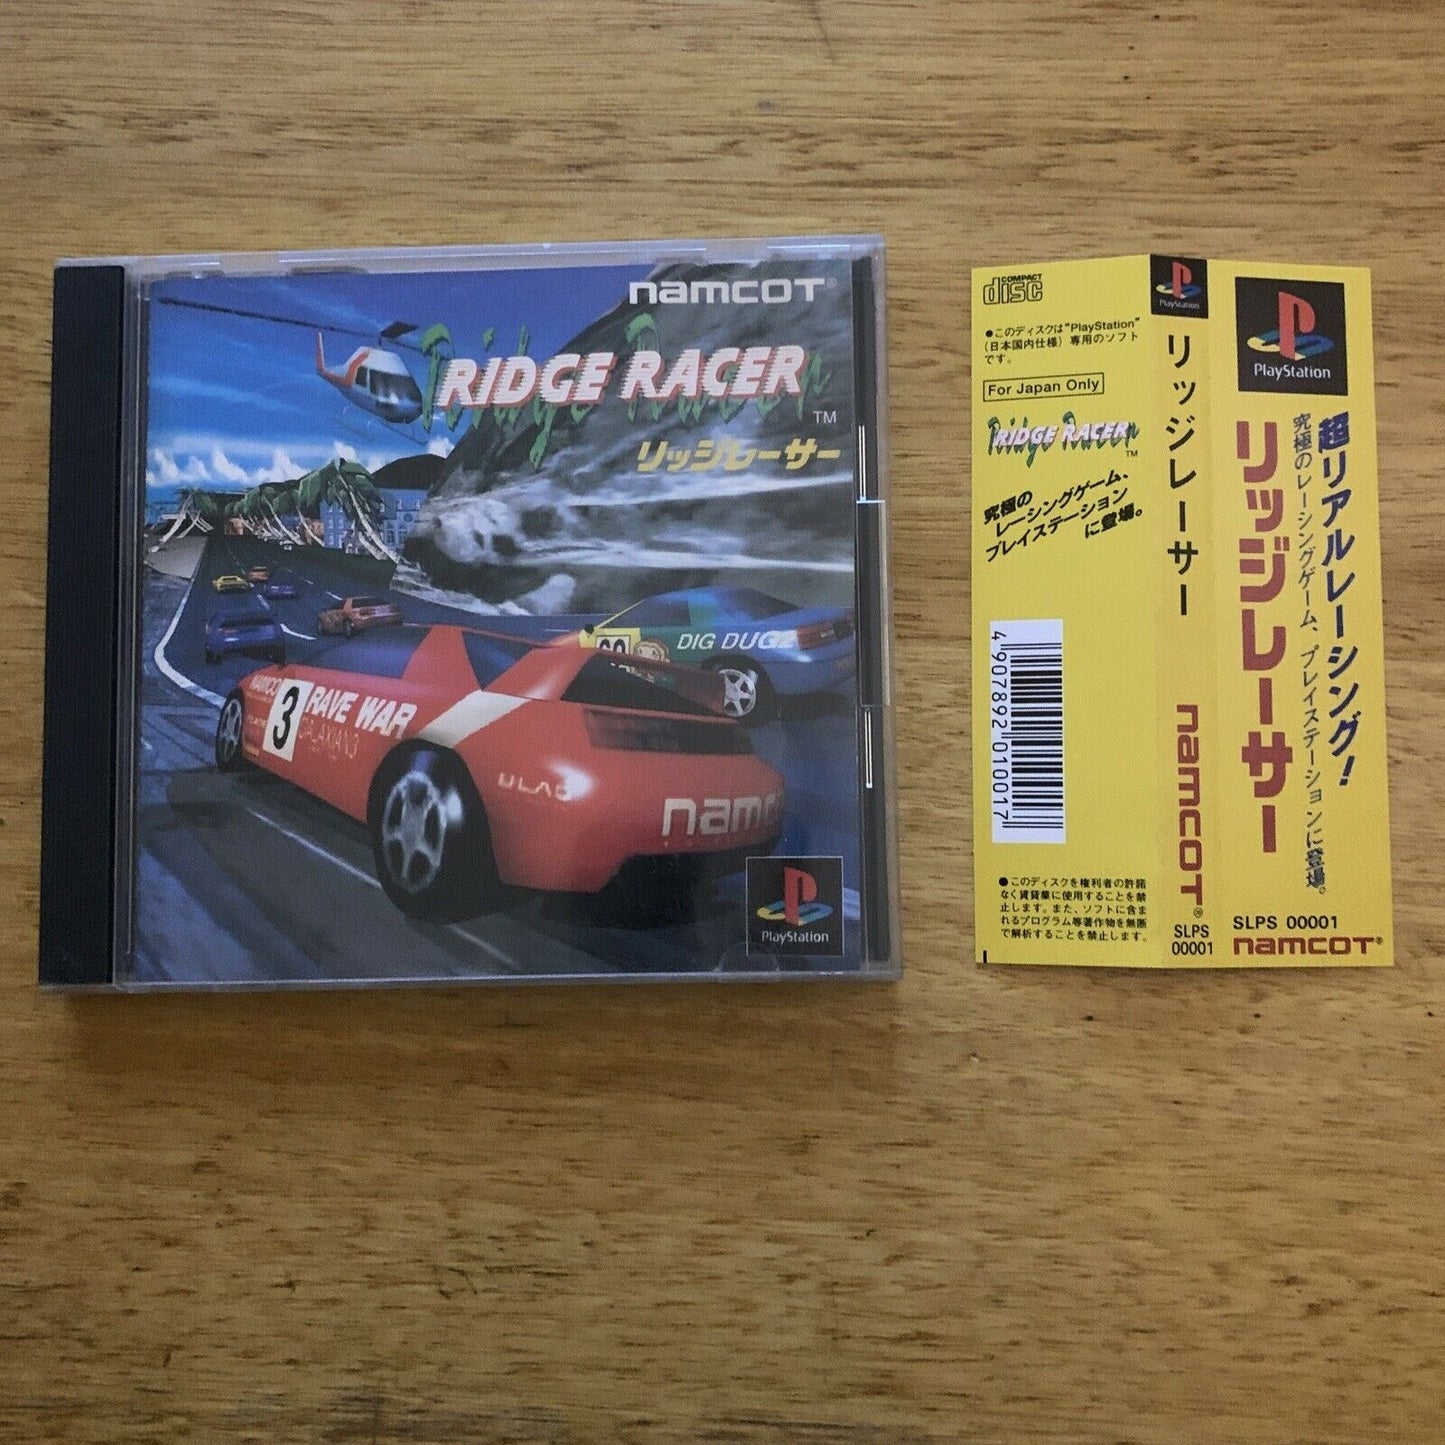 namcot®
Ridge Racer
RIDGE RACER
TM
リッジレーサー
DIG DUG2
NAMCO
3
RAVE WAR
GALAXIAN3
namc
PlayStation
COMPACT
disc
●このディスクは"PlayStation"
(日本国内仕様)専用のソフト
です。
For Japan Only
Ridge Racer
RIDGE RACER
TM
究極の
レーシングゲーム、
プレイステーション
に登場。
4907892010017
●このディスクを権利者の許諾
なく賃貸業に使用することを禁
止します。また、ソフトに含ま
れるプログラム等著作物を無断
で解析することを禁止します。
PlayStation
リッジレーサー
namcot®
SLPS
00001
PlayStation
超リアルレーシング!
究極のレーシングゲーム、プレイステーションに登場。
リッジレーサー
SLPS 00001
namcot®